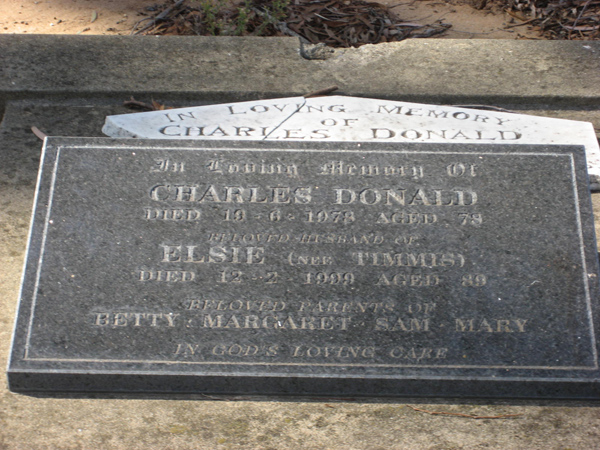 In Loving Memory
of
Charles Donald
In Loving Memory Of
CHARLES DONALD
DIED 19-6-1978 AGED 78
BELOVED HUSBAND OF
ELSIE (NEE TIMMIS)
DIED 12-2-1999 AGED 89
BELOVED PARENTS OF
BETTY - MARGARET - SAM - MARY
IN GOD'S LOVING CARE